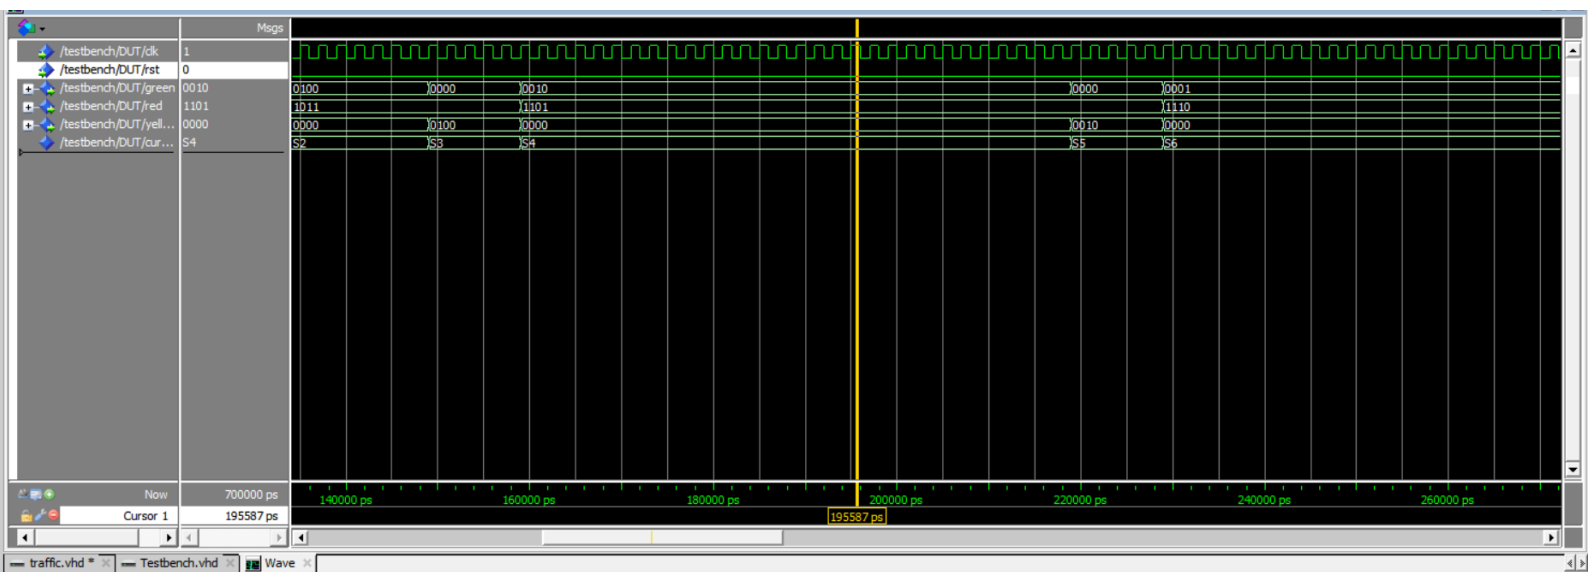 Msgs
/testbench/DUT/clk 1
/testbench/DUT/rst 0
/testbench/DUT/green 0010 0100 0000 0010 0000 0001
/testbench/DUT/red 1101 1011 1101 1110
/testbench/DUT/yell... 0000 0000 0100 0000 0010 0000
/testbench/DUT/cur... S4 S2 S3 S4 S5 S6
Now 700000 ps 140000 ps 160000 ps 180000 ps 200000 ps 220000 ps 240000 ps 260000 ps
Cursor 1 195587 ps 195587 ps
traffic.vhd * Testbench.vhd Wave